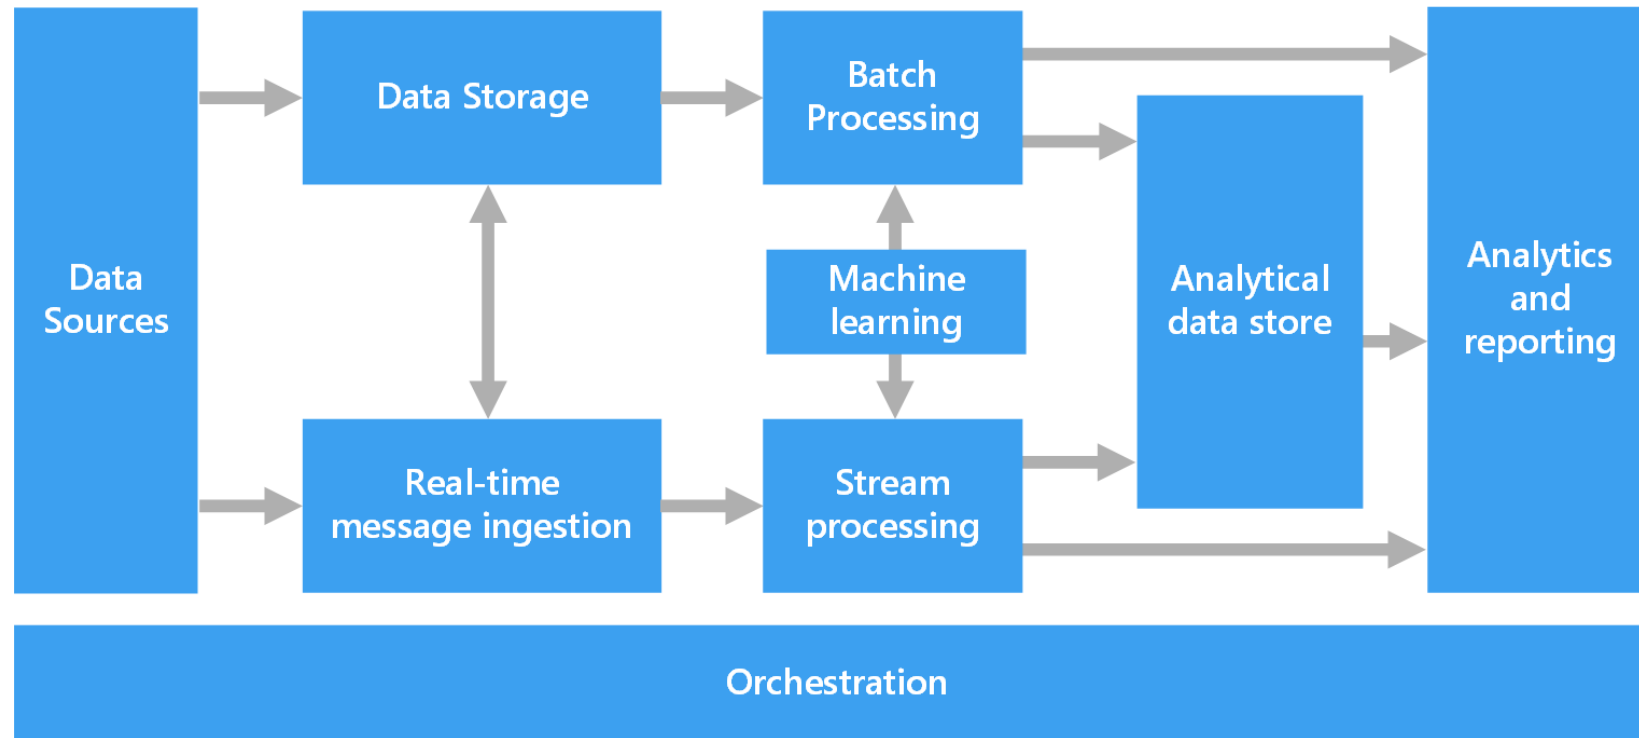 Data
Sources
Data Storage
Real-time
message ingestion
Batch
Processing
Machine
learning
Stream
processing
Analytical
data store
Analytics
and
reporting
Orchestration